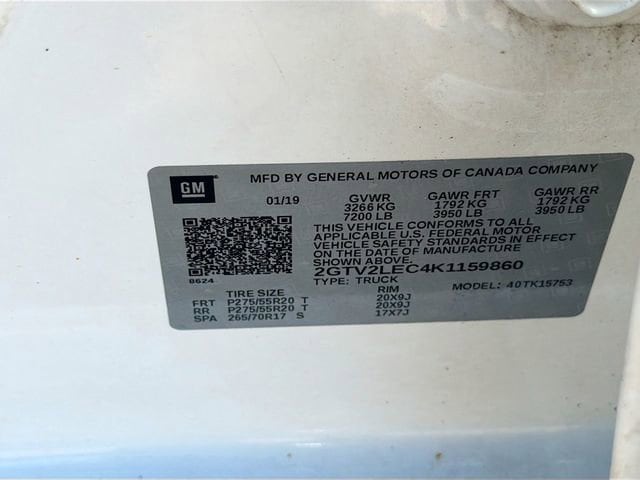 GM
MFD BY GENERAL MOTORS OF CANADA COMPANY
01/19 GVWR GAWR FRT GAWR RR
3266 KG 1792 KG 1792 KG
7200 LB 3950 LB 3950 LB
THIS VEHICLE CONFORMS TO ALL
APPLICABLE U.S. FEDERAL MOTOR
VEHICLE SAFETY STANDARDS IN EFFECT
ON THE DATE OF MANUFACTURE
SHOWN ABOVE.
2GTV2LEC4K1159860
8624 TYPE: TRUCK MODEL: 40TK15753
TIRE SIZE RIM
FRT P275/55R20 T 20X9J
RR P275/55R20 T 20X9J
SPA 265/70R17 S 17X7J